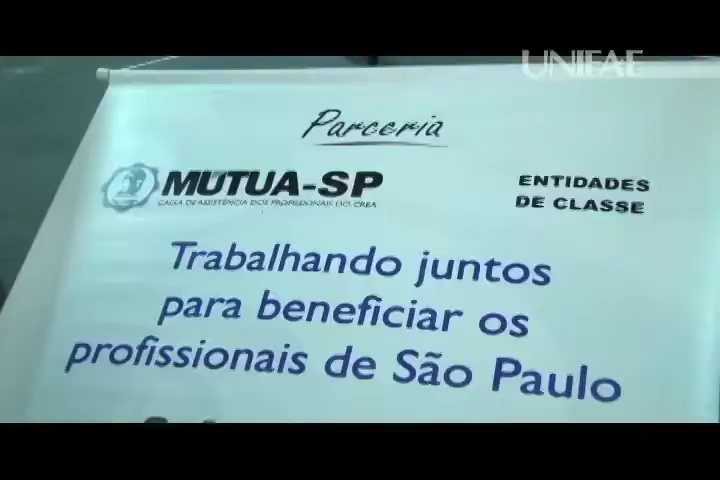 UNIFAE
Parceria
MUTUA-SP
CAIXA DE ASSISTÊNCIA DOS PROFISSIONAIS DO CREA
ENTIDADES
DE CLASSE
Trabalhando juntos
para beneficiar os
profissionais de São Paulo